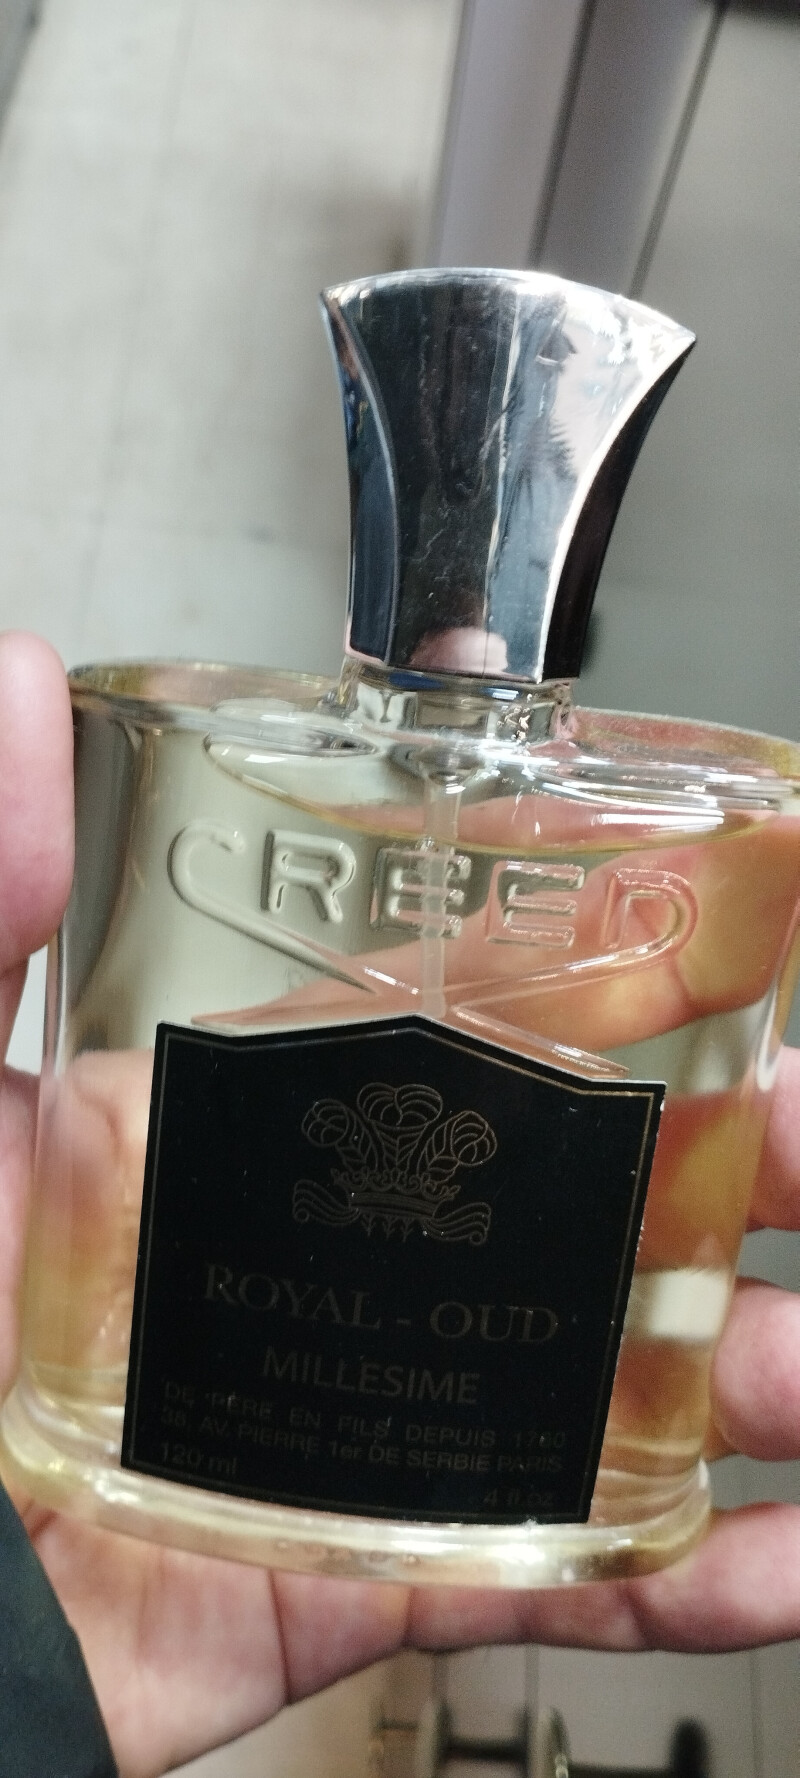 CREED
ROYAL - OUD
MILLESIME
DE PERE EN FILS DEPUIS 1760
38, AV. PIERRE 1er DE SERBIE PARIS
120 ml
4 fl.oz